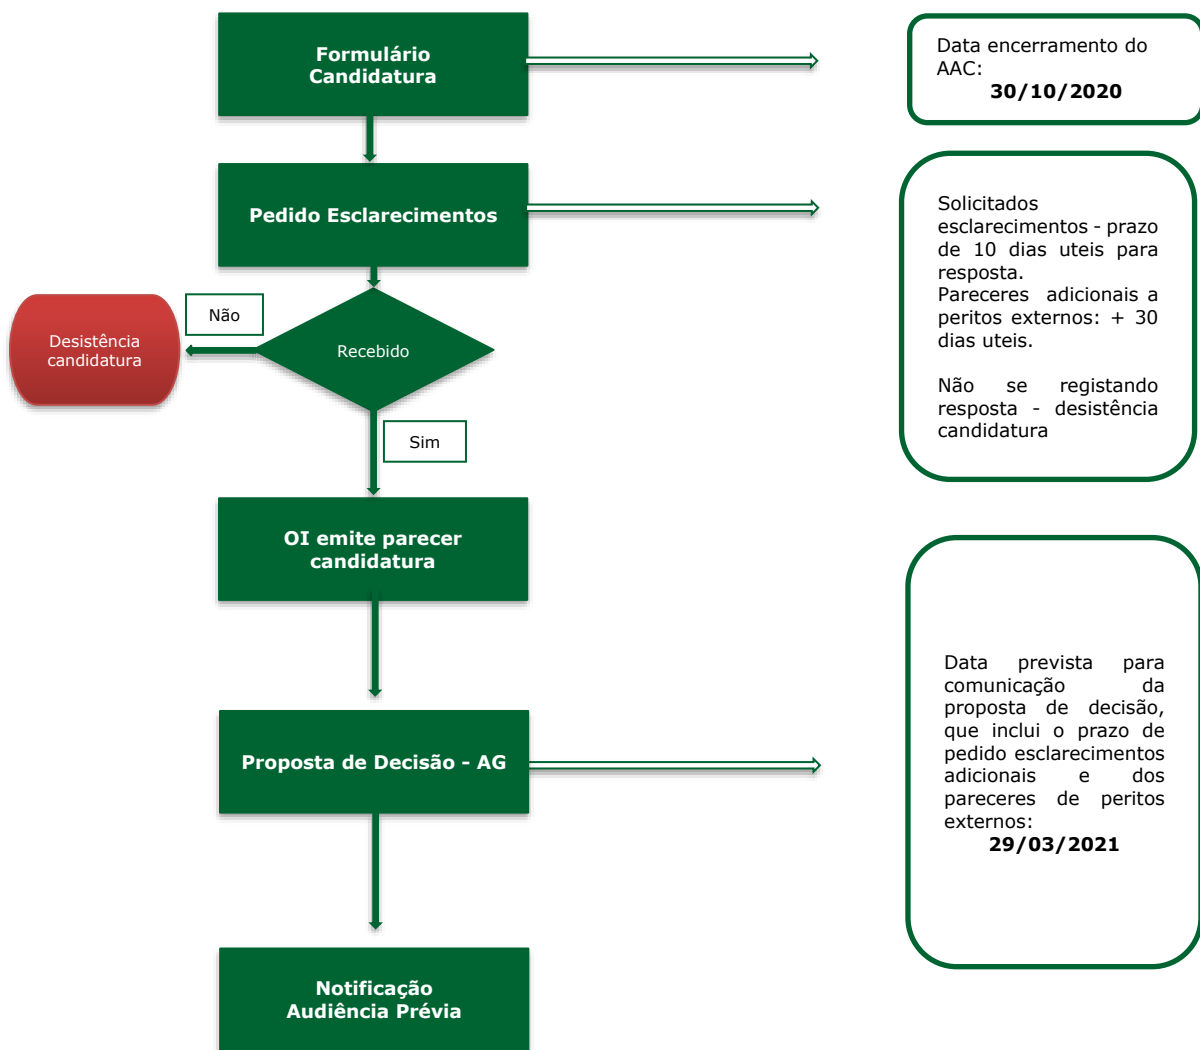 Formulário
Candidatura
Data encerramento do
AAC:
30/10/2020
Pedido Esclarecimentos
Solicitados
esclarecimentos - prazo
de 10 dias uteis para
resposta.
Pareceres adicionais a
peritos externos: + 30
dias uteis.
Não se registando
resposta - desistência
candidatura
Não
Desistência
candidatura
Recebido
Sim
OI emite parecer
candidatura
Proposta de Decisão - AG
Data prevista para
comunicação da
proposta de decisão,
que inclui o prazo de
pedido esclarecimentos
adicionais e dos
pareceres de peritos
externos:
29/03/2021
Notificação
Audiência Prévia